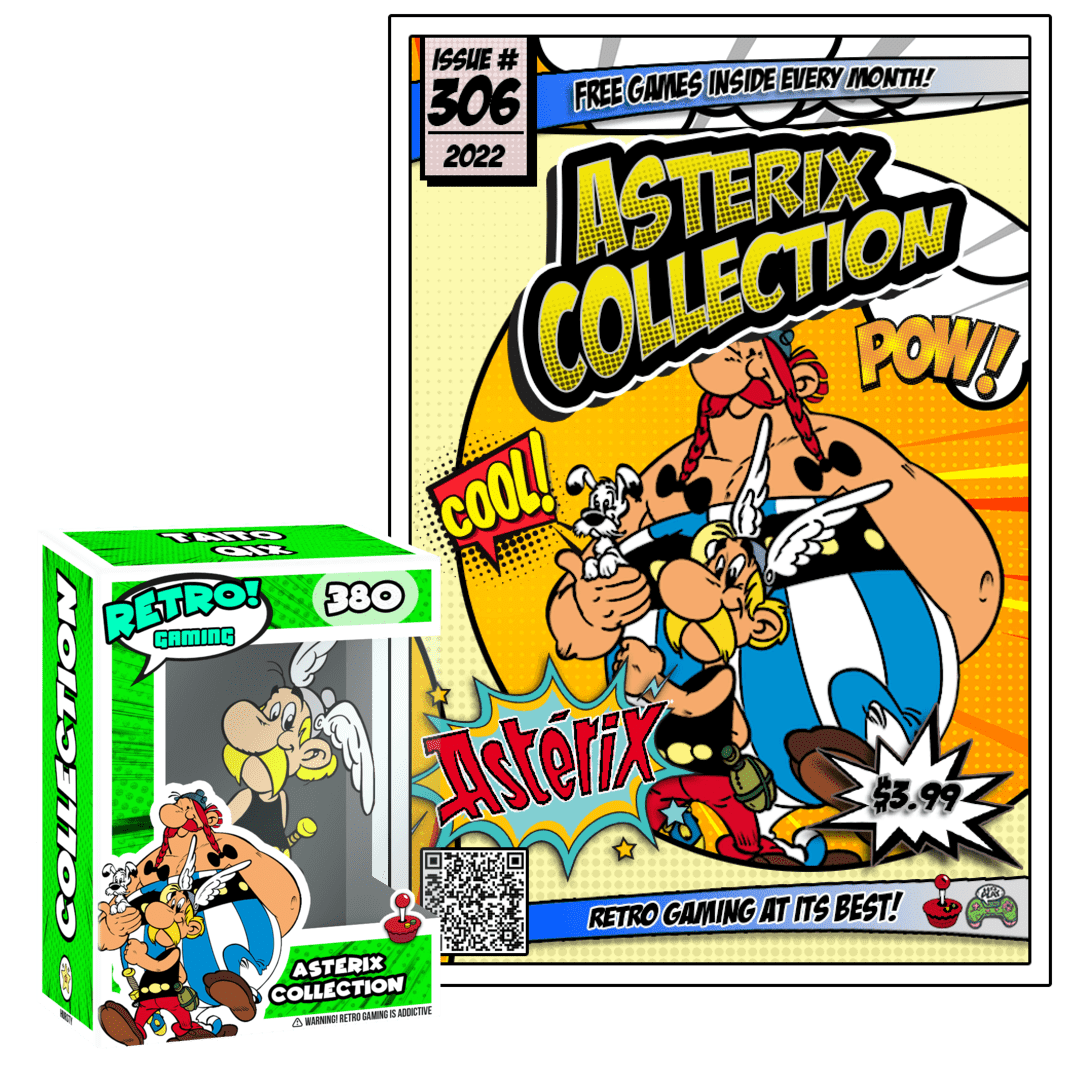 ISSUE #
306
2022
FREE GAMES INSIDE EVERY MONTH!
ASTERIX
COLLECTION
POW!
COOL!
Astérix
$3.99
RETRO GAMING AT ITS BEST!
TAITO
QIX
RETRO!
GAMING
380
COLLECTION
ASTERIX
COLLECTION
⚠ WARNING! RETRO GAMING IS ADDICTIVE